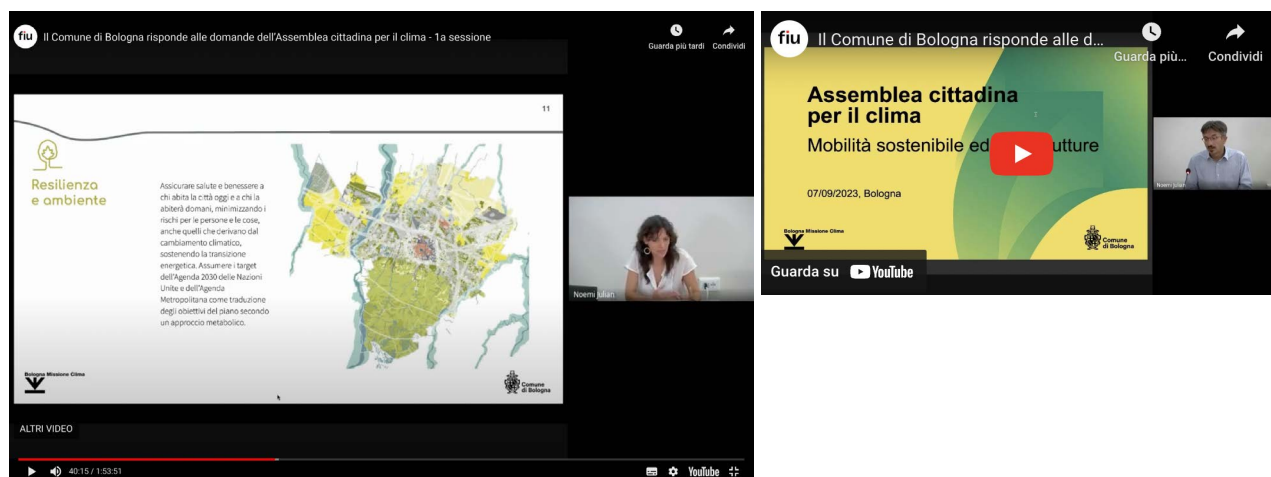 fiu Il Comune di Bologna risponde alle domande dell'Assemblea cittadina per il clima - 1a sessione
Guarda più tardi Condividi
11
Resilienza
e ambiente
Assicurare salute e benessere a
chi abita la città oggi e a chi la
abiterà domani, minimizzando i
rischi per le persone e le cose,
anche quelli che derivano dal
cambiamento climatico,
sostenendo la transizione
energetica. Assumere i target
dell'Agenda 2030 delle Nazioni
Unite e dell'Agenda
Metropolitana come traduzione
degli obiettivi del piano secondo
un approccio metabolico.
Noemi Julian
Bologna Missione Clima
Comune
di Bologna
ALTRI VIDEO
40:15 / 1:53:51
YouTube
fiu Il Comune di Bologna risponde alle d...
Guarda più... Condividi
Assemblea cittadina
per il clima
Mobilità sostenibile ed utture
07/09/2023, Bologna
Noemi Julian
Bologna Missione Clima
Comune
di Bologna
Guarda su YouTube